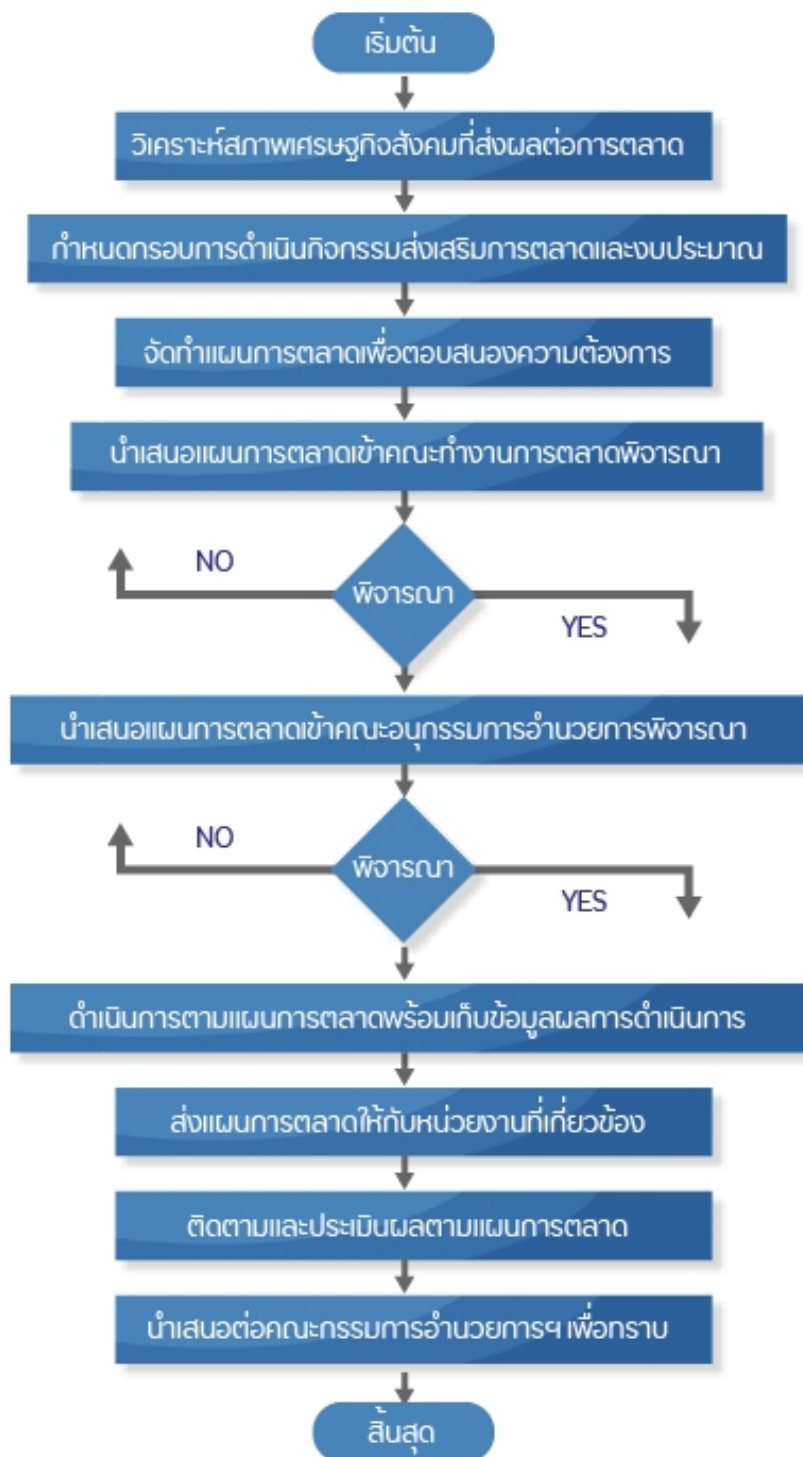 เริ่มต้น
วิเคราะห์สภาพเศรษฐกิจสังคมที่ส่งผลต่อการตลาด
กำหนดกรอบการดำเนินกิจกรรมส่งเสริมการตลาดและงบประมาณ
จัดทำแผนการตลาดเพื่อตอบสนองความต้องการ
นำเสนอแผนการตลาดเข้าคณะทำงานการตลาดพิจารณา
NO
พิจารณา
YES
นำเสนอแผนการตลาดเข้าคณะอนุกรรมการอำนวยการพิจารณา
NO
พิจารณา
YES
ดำเนินการตามแผนการตลาดพร้อมเก็บข้อมูลผลการดำเนินการ
ส่งแผนการตลาดให้กับหน่วยงานที่เกี่ยวข้อง
ติดตามและประเมินผลตามแผนการตลาด
นำเสนอต่อคณะกรรมการอำนวยการฯ เพื่อทราบ
สิ้นสุด